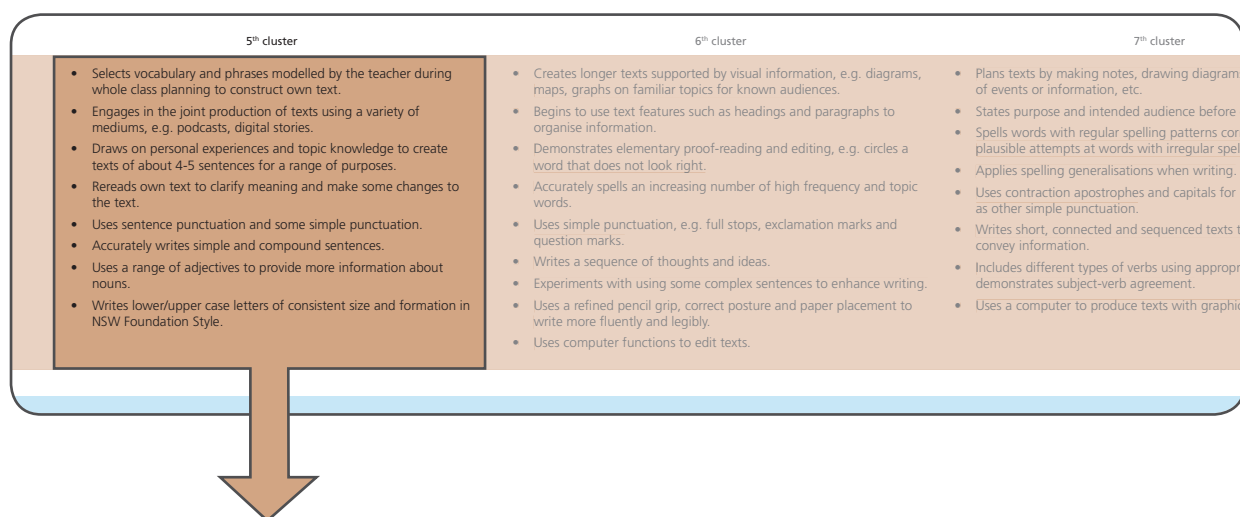 5th cluster
• Selects vocabulary and phrases modelled by the teacher during
whole class planning to construct own text.
• Engages in the joint production of texts using a variety of
mediums, e.g. podcasts, digital stories.
• Draws on personal experiences and topic knowledge to create
texts of about 4-5 sentences for a range of purposes.
• Rereads own text to clarify meaning and make some changes to
the text.
• Uses sentence punctuation and some simple punctuation.
• Accurately writes simple and compound sentences.
• Uses a range of adjectives to provide more information about
nouns.
• Writes lower/upper case letters of consistent size and formation in
NSW Foundation Style.
6th cluster
• Creates longer texts supported by visual information, e.g. diagrams,
maps, graphs on familiar topics for known audiences.
• Begins to use text features such as headings and paragraphs to
organise information.
• Demonstrates elementary proof-reading and editing, e.g. circles a
word that does not look right.
• Accurately spells an increasing number of high frequency and topic
words.
• Uses simple punctuation, e.g. full stops, exclamation marks and
question marks.
• Writes a sequence of thoughts and ideas.
• Experiments with using some complex sentences to enhance writing.
• Uses a refined pencil grip, correct posture and paper placement to
write more fluently and legibly.
• Uses computer functions to edit texts.
7th cluster
• Plans texts by making notes, drawing diagrams
of events or information, etc.
• States purpose and intended audience before
• Spells words with regular spelling patterns
plausible attempts at words with irregular
• Applies spelling generalisations when writing.
• Uses contraction apostrophes and capitals for
as other simple punctuation.
• Writes short, connected and sequenced texts
convey information.
• Includes different types of verbs using
demonstrates subject-verb agreement.
• Uses a computer to produce texts with